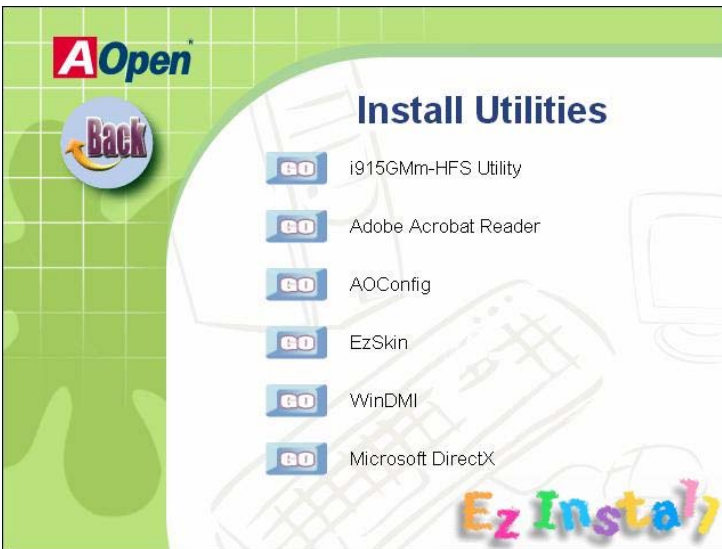 AOpen
Back
Install Utilities
GO i915GMm-HFS Utility
GO Adobe Acrobat Reader
GO AOConfig
GO EzSkin
GO WinDMI
GO Microsoft DirectX
Ez Install